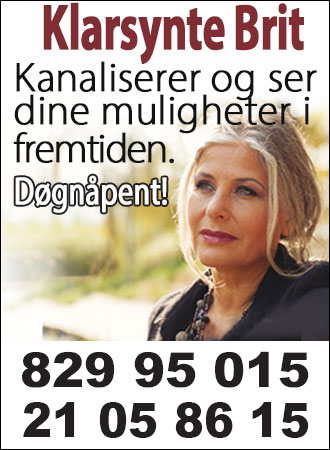 Klarsynte Brit
Kanaliserer og ser
dine muligheter i
fremtiden.
Døgnåpent!
829 95 015
21 05 86 15